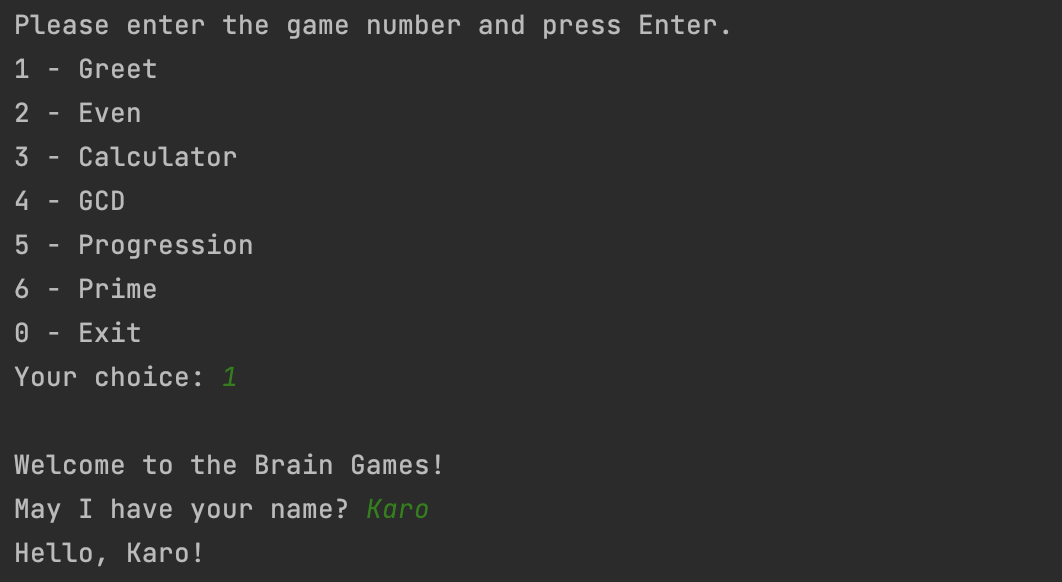 Please enter the game number and press Enter.
1 - Greet
2 - Even
3 - Calculator
4 - GCD
5 - Progression
6 - Prime
0 - Exit
Your choice: 1
Welcome to the Brain Games!
May I have your name? Karo
Hello, Karo!